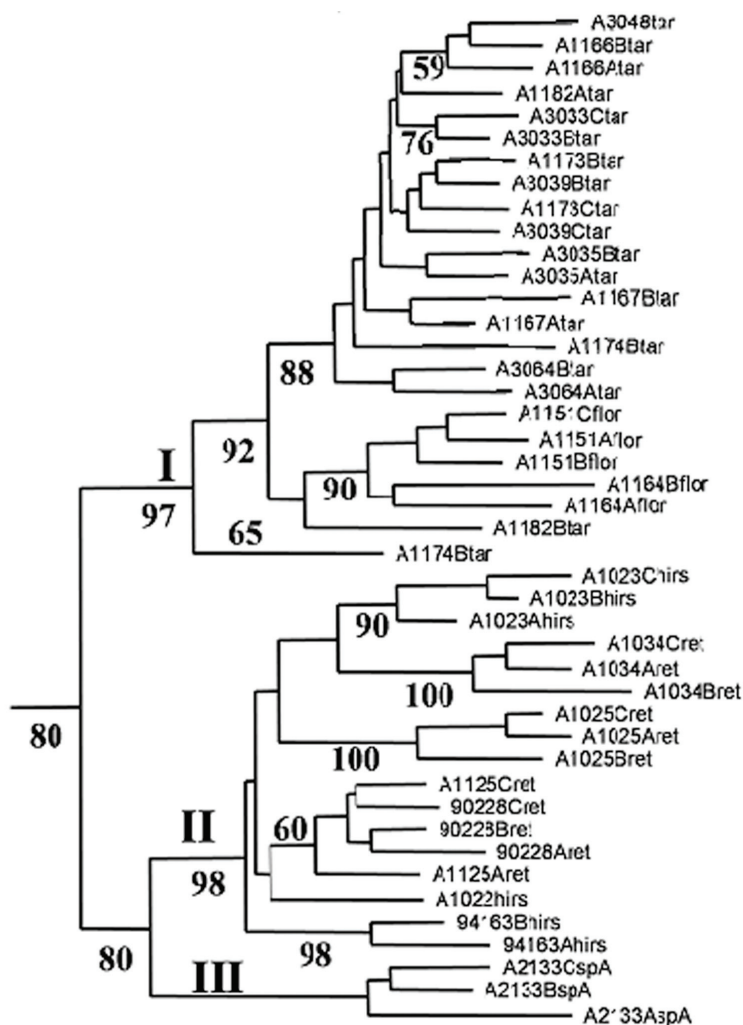 A3048tar
A1166Btar
59
A1166Atar
A1182Atar
A3033Ctar
76
A3033Btar
A1173Btar
A3039Btar
A1173Ctar
A3039Ctar
A3035Btar
A3035Atar
A1167Btar
A1167Atar
A1174Btar
88
A3064Btar
A3064Atar
A1151Cflor
92
A1151Aflor
I
A1151Bflor
90
A1164Bflor
97
A1164Aflor
A1182Btar
65
A1174Btar
A1023Chirs
A1023Bhirs
90
A1023Ahirs
A1034Cret
A1034Aret
100
A1034Bret
A1025Cret
80
A1025Aret
100
A1025Bret
A1125Cret
90228Cret
II
60
90228Bret
90228Aret
98
A1125Aret
A1022hirs
94163Bhirs
98
94163Ahirs
80
A2133CspA
III
A2133BspA
A2133AspA